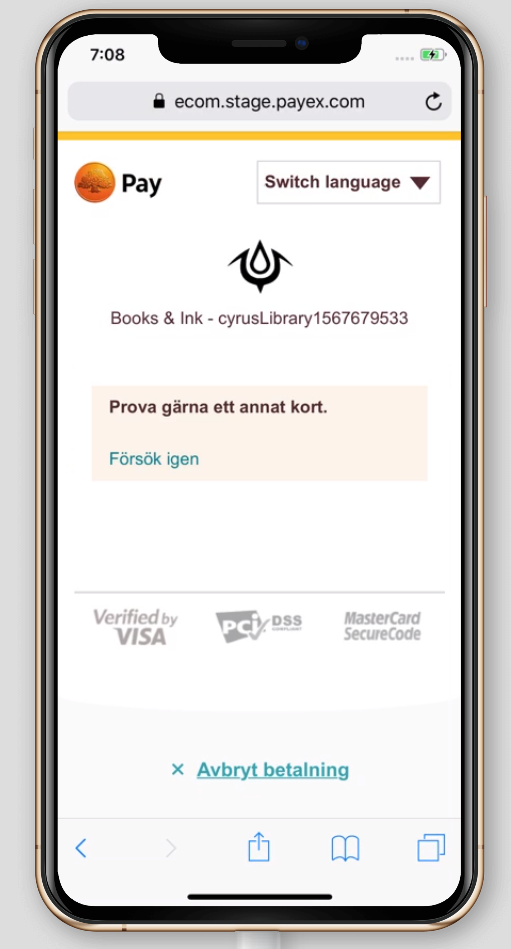 7:08
ecom.stage.payex.com
Pay
Switch language
Books & Ink - cyrusLibrary1567679533
Prova gärna ett annat kort.
Försök igen
Verified by
VISA
PCi DSS
COMPLIANT
MasterCard
SecureCode
× Avbryt betalning